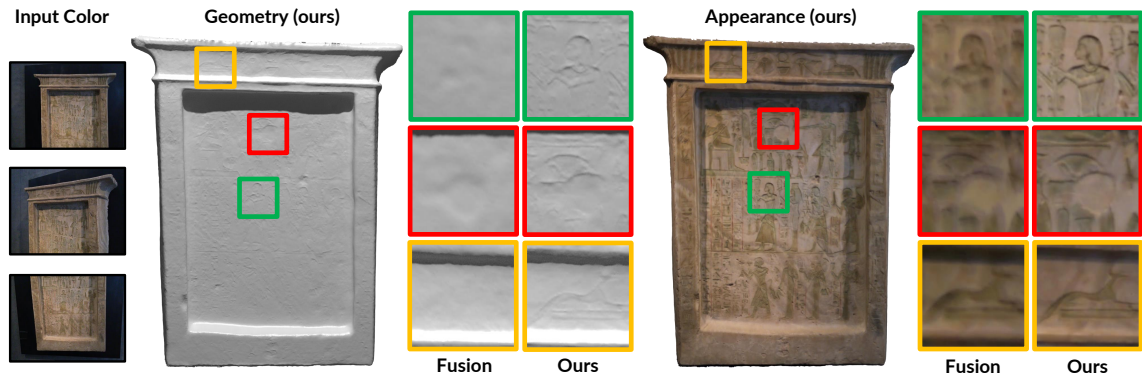 Input Color
Geometry (ours)
Appearance (ours)
Fusion
Ours
Fusion
Ours